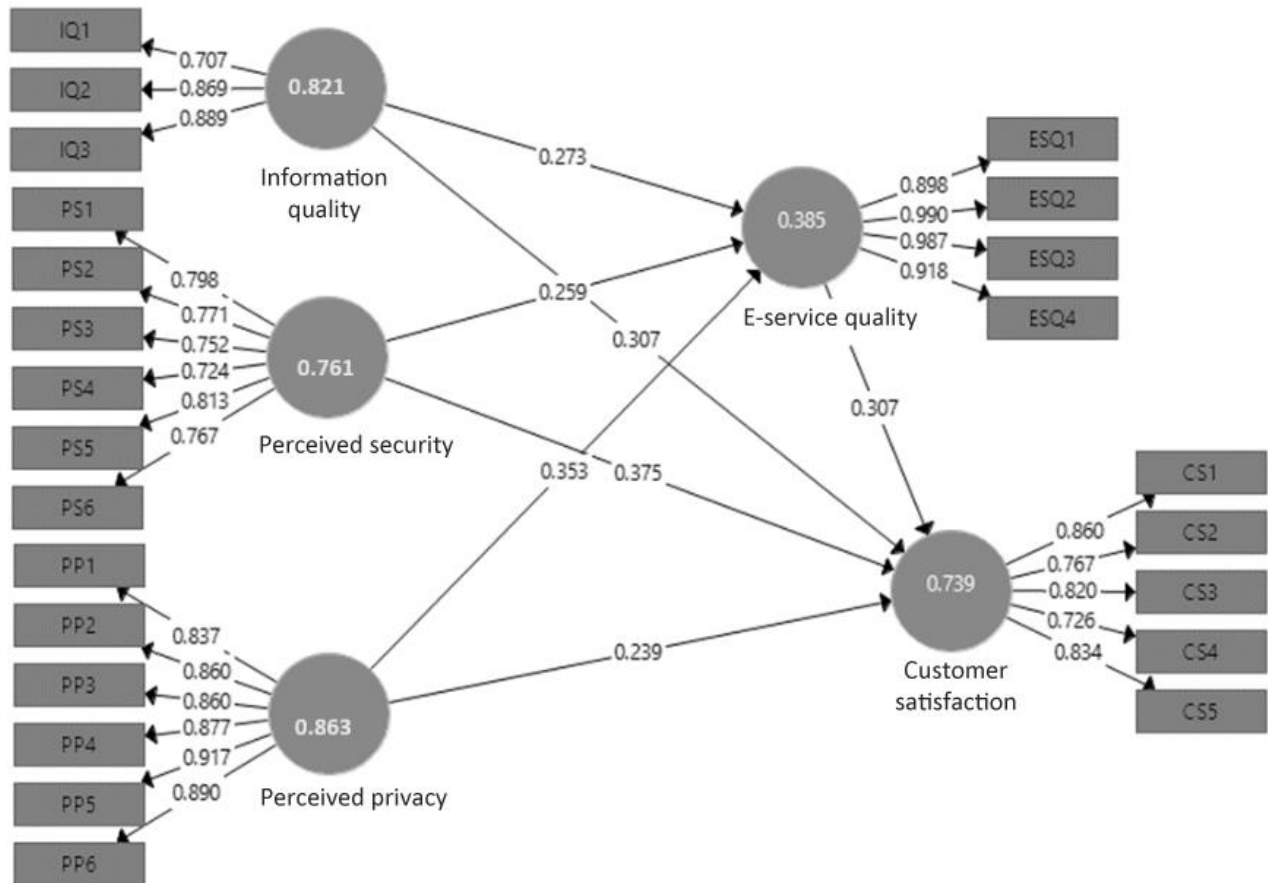 IQ1
IQ2
IQ3
0.707
0.869
0.889
0.821
Information
quality
PS1
PS2
PS3
PS4
PS5
PS6
0.798
0.771
0.752
0.724
0.813
0.767
0.761
Perceived security
PP1
PP2
PP3
PP4
PP5
PP6
0.837
0.860
0.860
0.877
0.917
0.890
0.863
Perceived privacy
0.273
0.259
0.307
0.353
0.375
0.239
0.385
E-service quality
0.898
0.990
0.987
0.918
ESQ1
ESQ2
ESQ3
ESQ4
0.307
0.739
Customer
satisfaction
0.860
0.767
0.820
0.726
0.834
CS1
CS2
CS3
CS4
CS5